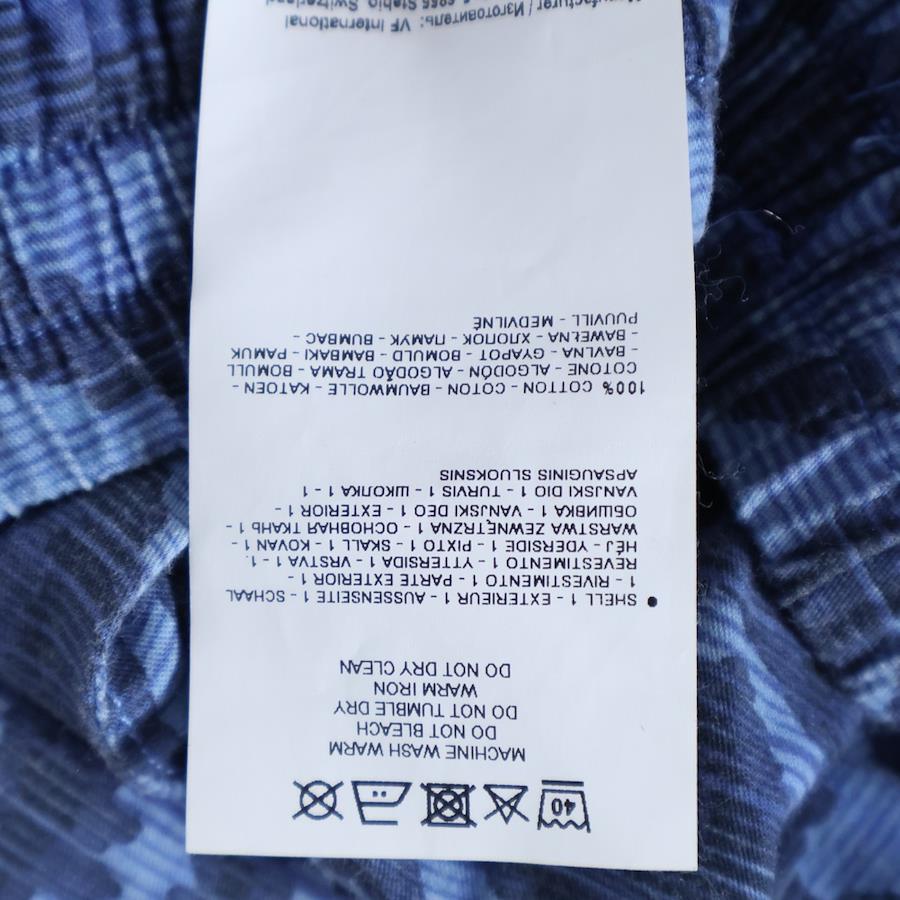 40
MACHINE WASH WARM
DO NOT BLEACH
DO NOT TUMBLE DRY
WARM IRON
DO NOT DRY CLEAN
• SHELL 1 - EXTERIEUR 1 - AUSSENSEITE 1 - SCHAAL
1 - RIVESTIMENTO 1 - PARTE EXTERIOR 1 -
REVESTIMENTO 1 - YTTERSIDA 1 - VRSTVA 1 - 1.
HÉJ - YDERSIDE 1 - PIXTO 1 - SKALL 1 - KOVAN 1 -
WARSTWA ZEWNĘTRZNA 1 - ОСНОВНАЯ ТКАНЬ 1 -
ОБШИВКА 1 - VANJSKI DEO 1 - EXTERIOR 1 -
VANJSKI DIO 1 - TURVIS 1 - ШКОЛКА 1 - 1
APSAUGINIS SLUOKSNIS
100% COTTON - COTON - BAUMWOLLE - KATOEN -
COTONE - ALGODÓN - ALGODÃO TRAMA - BOMULL
- BAVLNA - GYAPOT - BOMULD - BAMBAKI - PAMUK
- BAWEŁNA - ХЛОПОК - ПАМУК - BUMBAC -
PUUVILL - MEDVILNĖ
Изготовитель: VF International
Stabio, Switzerland